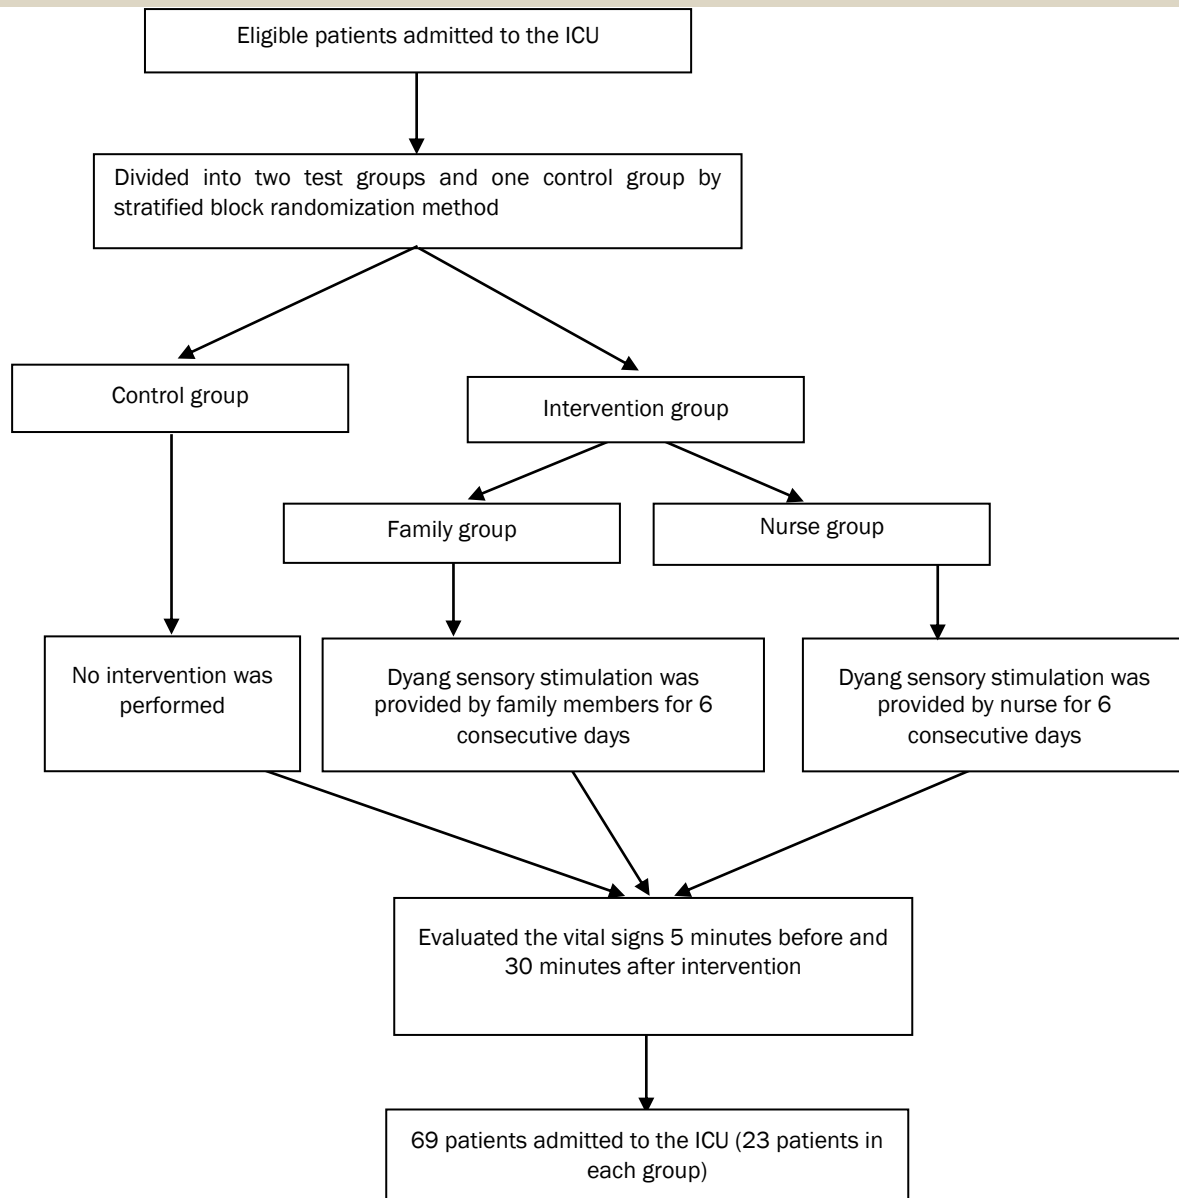 Eligible patients admitted to the ICU
Divided into two test groups and one control group by
stratified block randomization method
Control group
Intervention group
Family group
Nurse group
No intervention was
performed
Dyang sensory stimulation was
provided by family members for 6
consecutive days
Dyang sensory stimulation was
provided by nurse for 6
consecutive days
Evaluated the vital signs 5 minutes before and
30 minutes after intervention
69 patients admitted to the ICU (23 patients in
each group)